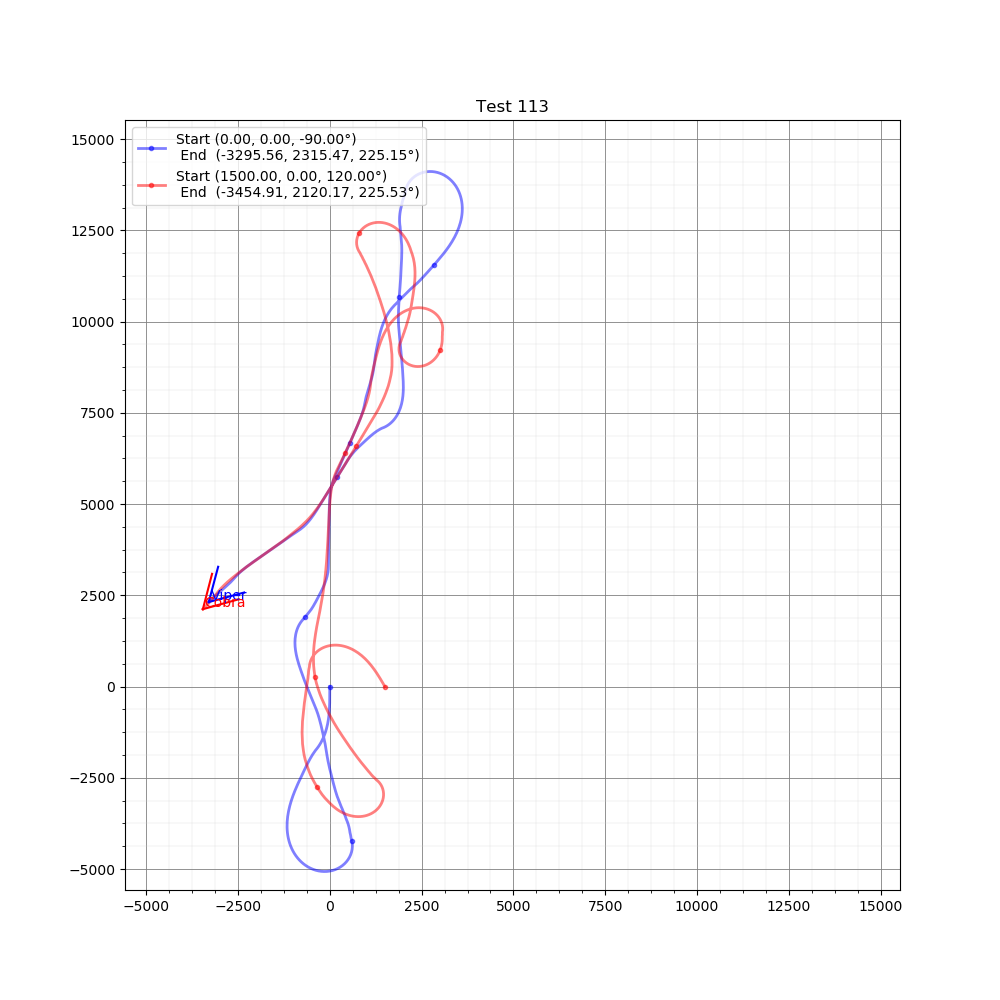 Test 113
Start (0.00, 0.00, -90.00°)
End (-3295.56, 2315.47, 225.15°)
Start (1500.00, 0.00, 120.00°)
End (-3454.91, 2120.17, 225.53°)
15000
12500
10000
7500
5000
2500
0
−2500
−5000
Viper
Cobra
−5000 −2500 0 2500 5000 7500 10000 12500 15000